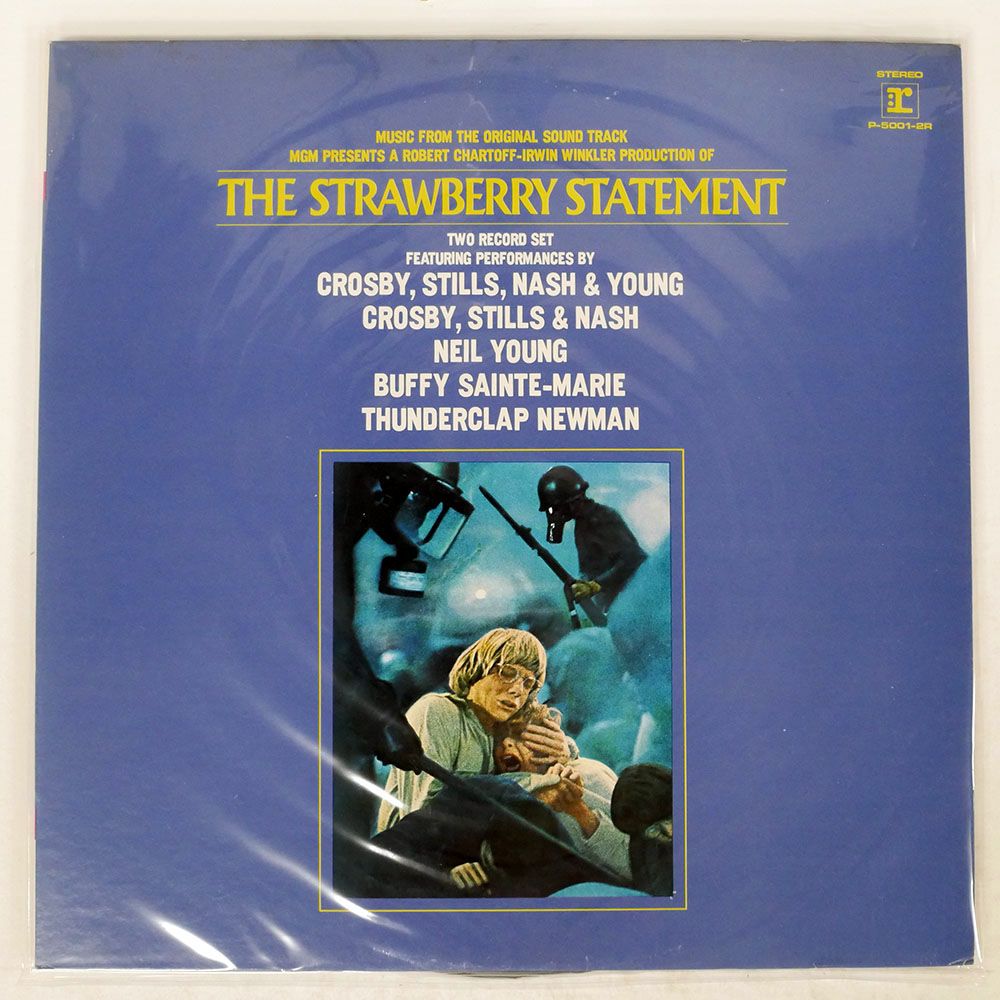 STEREO
r
P-5001-2R
MUSIC FROM THE ORIGINAL SOUND TRACK
MGM PRESENTS A ROBERT CHARTOFF-IRWIN WINKLER PRODUCTION OF
THE STRAWBERRY STATEMENT
TWO RECORD SET
FEATURING PERFORMANCES BY
CROSBY, STILLS, NASH & YOUNG
CROSBY, STILLS & NASH
NEIL YOUNG
BUFFY SAINTE-MARIE
THUNDERCLAP NEWMAN